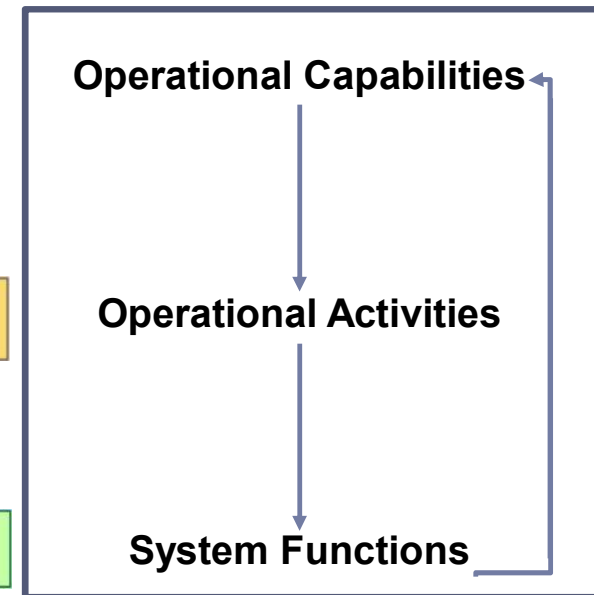 Operational Capabilities
Operational Activities
System Functions